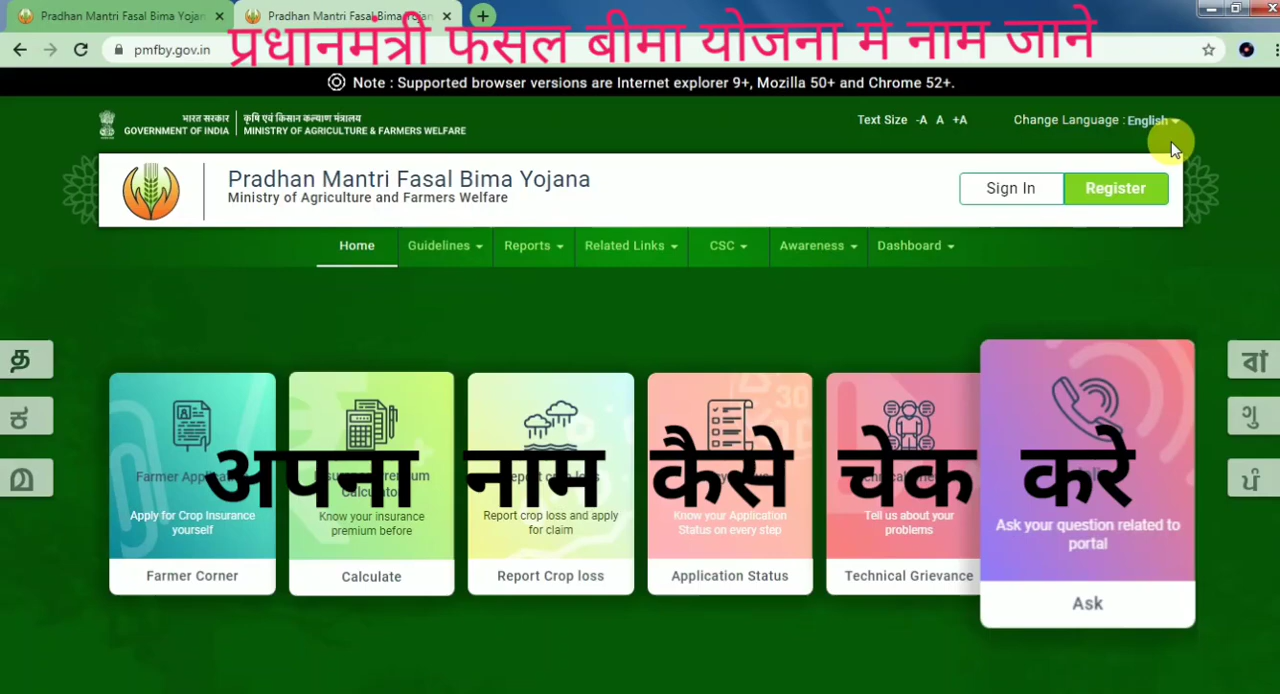 Pradhan Mantri Fasal Bima Yojan
Pradhan Mantri Fasal Bima Yojan
pmfby.gov.in
प्रधानमंत्री फसल बीमा योजना में नाम जाने
Note : Supported browser versions are Internet explorer 9+, Mozilla 50+ and Chrome 52+.
भारत सरकार
GOVERNMENT OF INDIA
कृषि एवं किसान कल्याण मंत्रालय
MINISTRY OF AGRICULTURE & FARMERS WELFARE
Text Size -A A +A
Change Language : English
Pradhan Mantri Fasal Bima Yojana
Ministry of Agriculture and Farmers Welfare
Sign In
Register
Home Guidelines Reports Related Links CSC Awareness Dashboard
த
ಕ
മ
বা
ગુ
ਪੰ
अपना नाम कैसे चेक करे
Apply for Crop Insurance
yourself
Farmer Corner
Know your insurance
premium before
Calculate
Report crop loss and apply
for claim
Report Crop loss
Know your Application
Status on every step
Application Status
Tell us about your
problems
Technical Grievance
Ask your question related to
portal
Ask